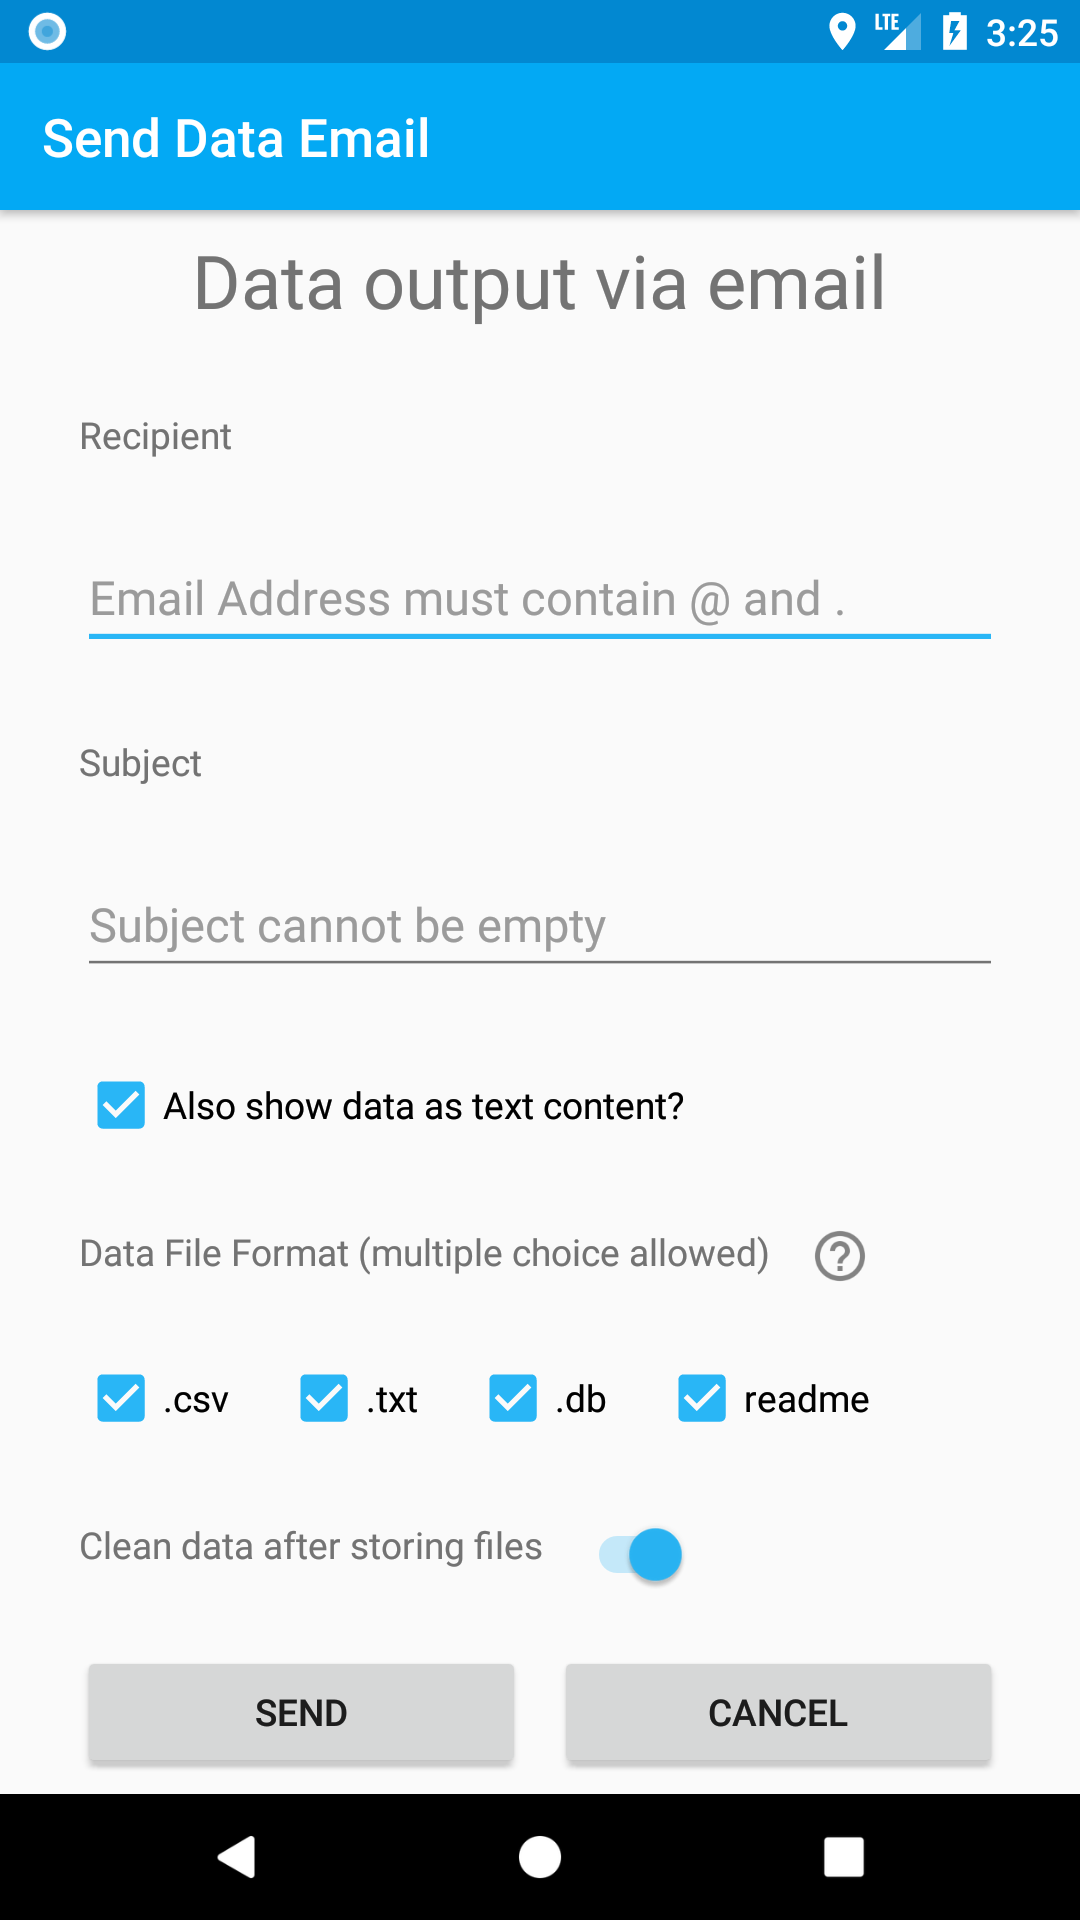 LTE 3:25
Send Data Email
Data output via email
Recipient
Email Address must contain @ and .
Subject
Subject cannot be empty
Also show data as text content?
Data File Format (multiple choice allowed) ?
.csv .txt .db readme
Clean data after storing files
SEND CANCEL